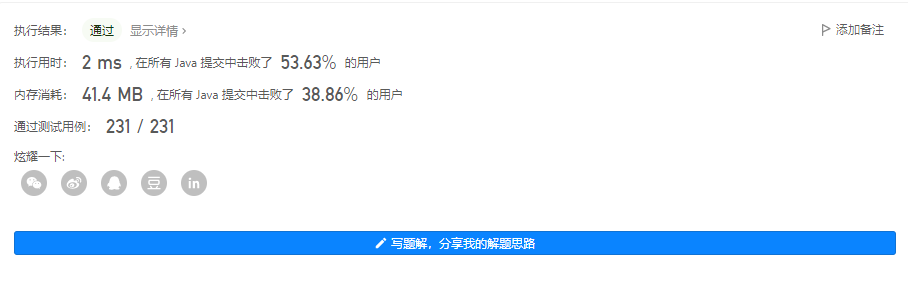 执行结果： 通过 显示详情 › 添加备注
执行用时： 2 ms , 在所有 Java 提交中击败了 53.63% 的用户
内存消耗： 41.4 MB , 在所有 Java 提交中击败了 38.86% 的用户
通过测试用例： 231 / 231
炫耀一下:
豆 in
写题解，分享我的解题思路